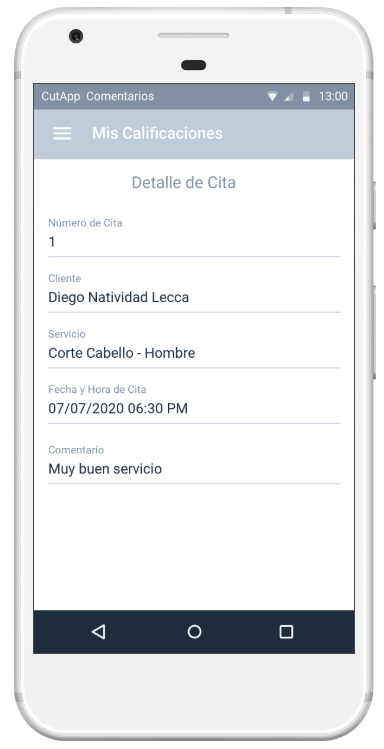 CutApp Comentarios 13:00
Mis Calificaciones
Detalle de Cita
Número de Cita
1
Cliente
Diego Natividad Lecca
Servicio
Corte Cabello - Hombre
Fecha y Hora de Cita
07/07/2020 06:30 PM
Comentario
Muy buen servicio